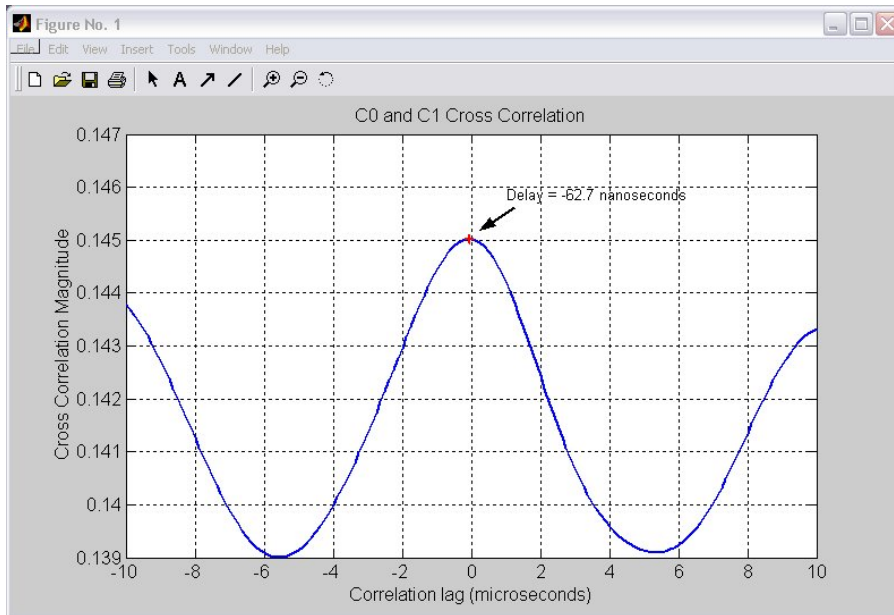 Figure No. 1
File Edit View Insert Tools Window Help
A
C0 and C1 Cross Correlation
Delay = -62.7 nanoseconds
Cross Correlation Magnitude
0.147
0.146
0.145
0.144
0.143
0.142
0.141
0.14
0.139
-10 -8 -6 -4 -2 0 2 4 6 8 10
Correlation lag (microseconds)